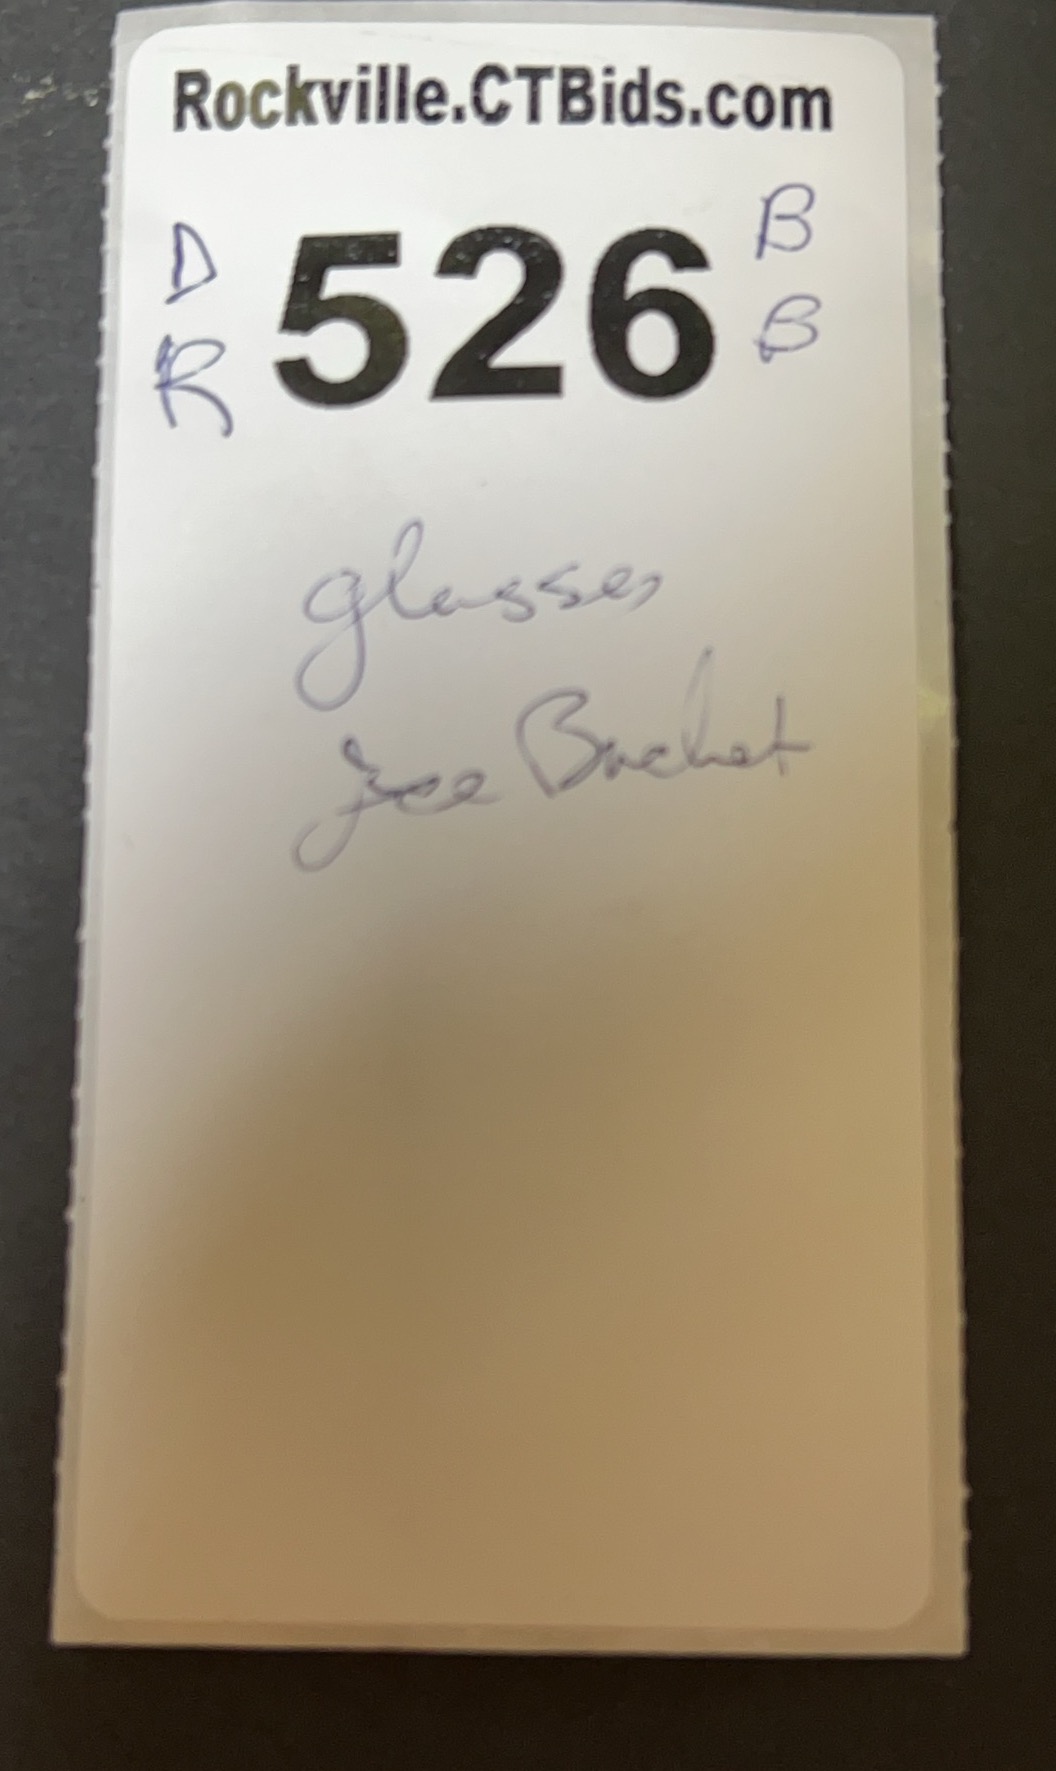 Rockville.CTBids.com
D 526 B
R B
glasses
ice Bucket